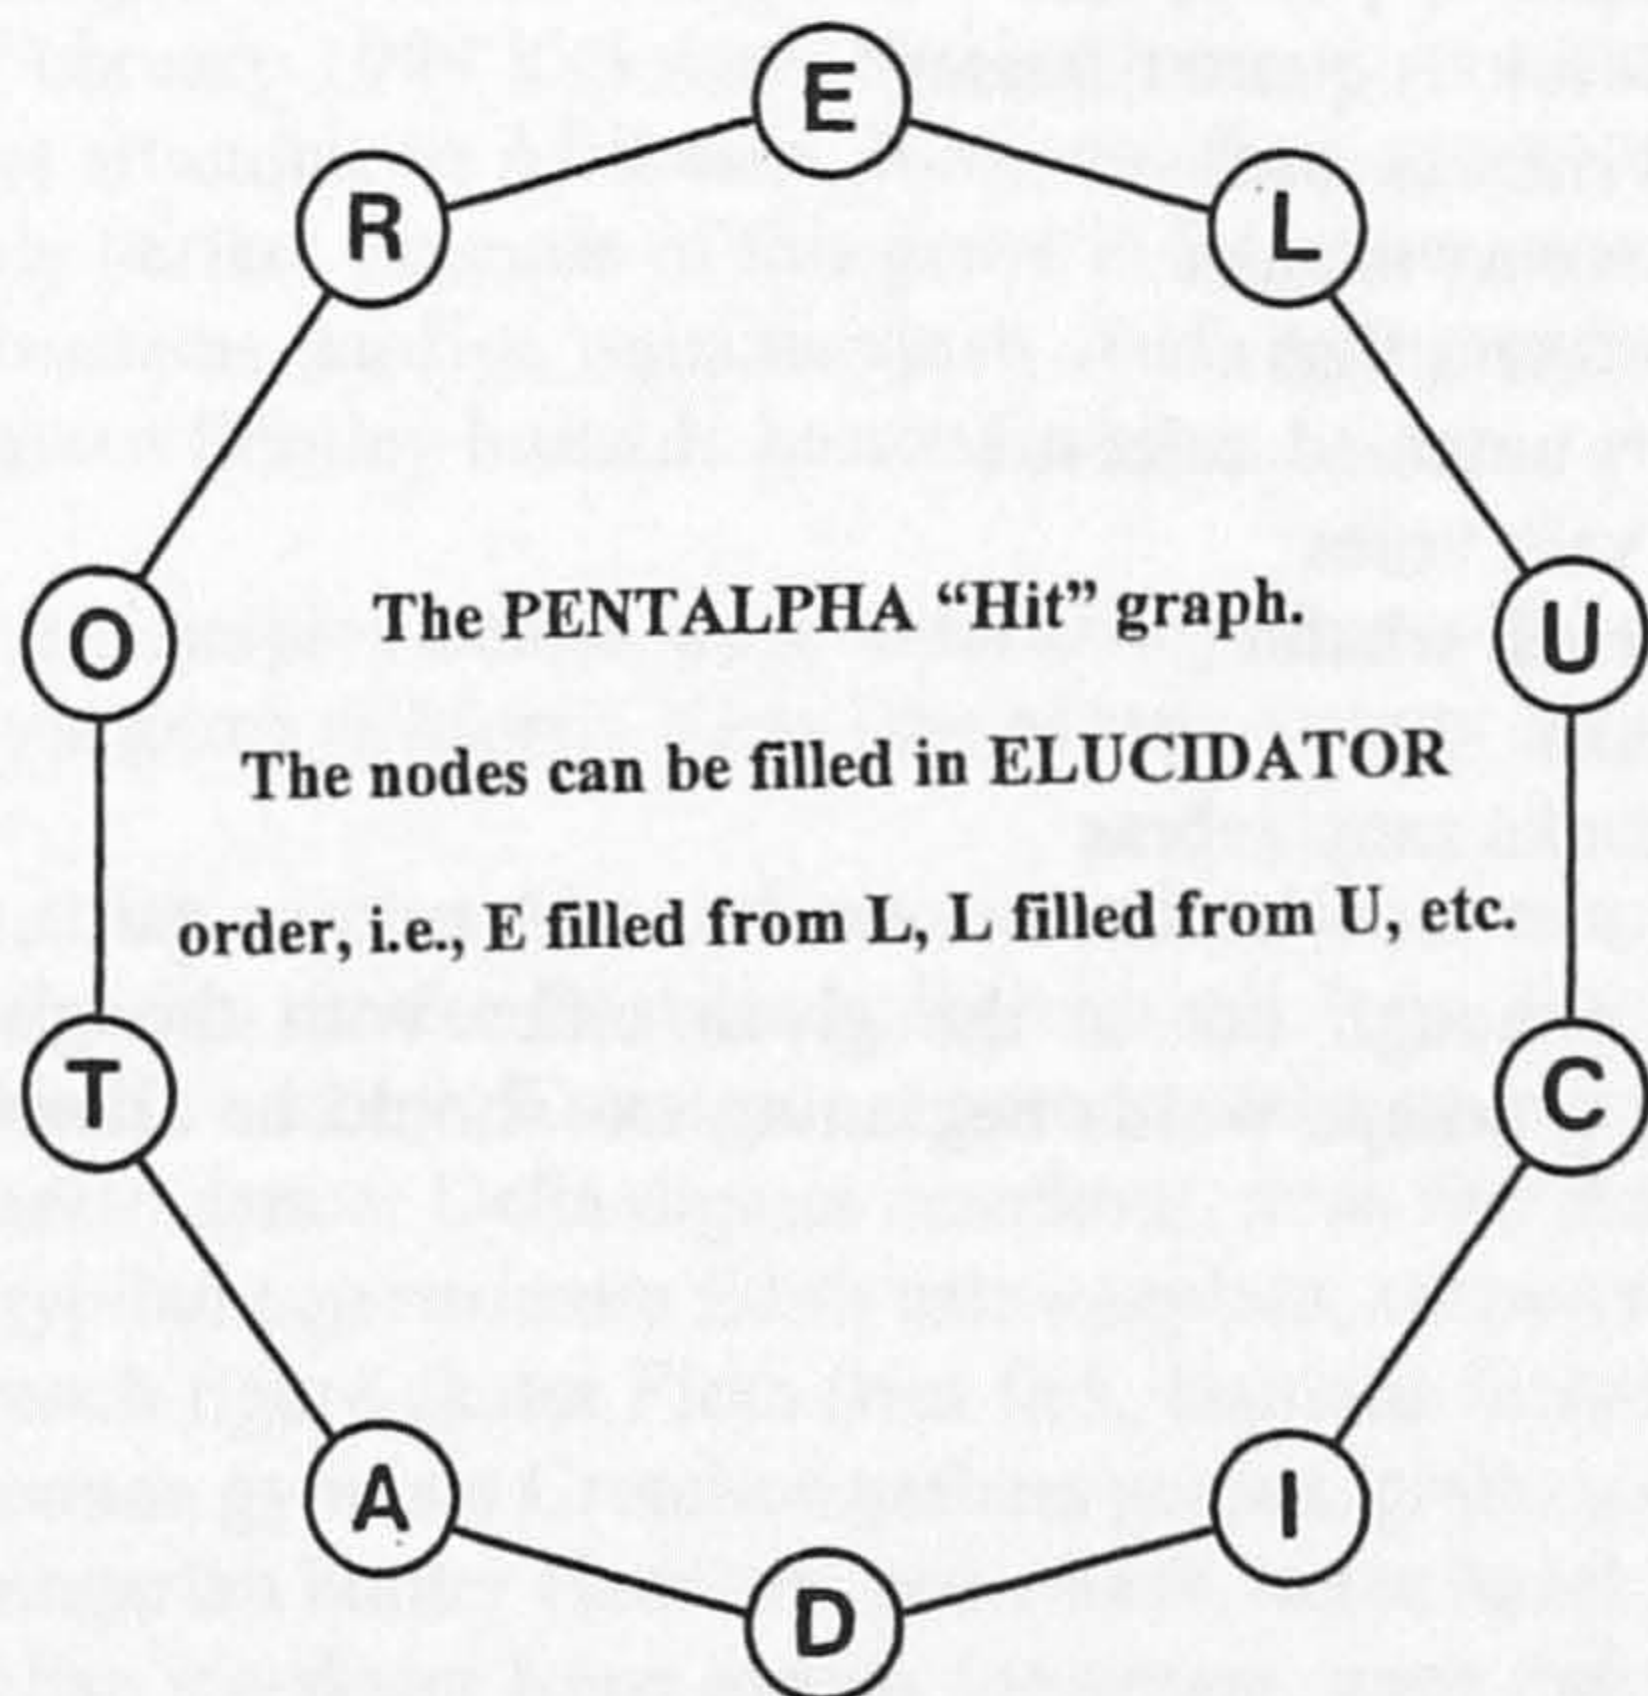 E
R
L
O
U
The PENTALPHA “Hit” graph.
The nodes can be filled in ELUCIDATOR
order, i.e., E filled from L, L filled from U, etc.
T
C
A
I
D